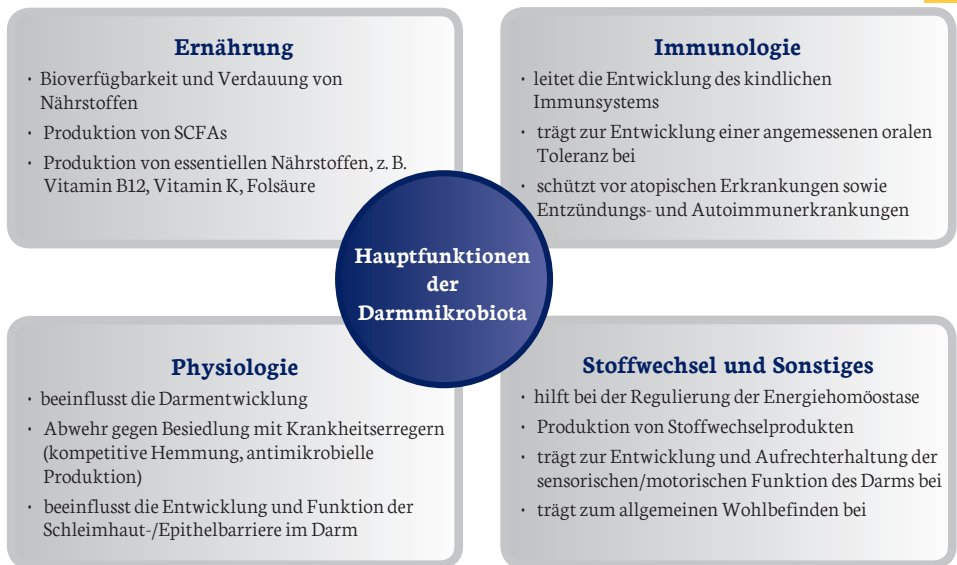 Ernährung
· Bioverfügbarkeit und Verdauung von
Nährstoffen
· Produktion von SCFAs
· Produktion von essentiellen Nährstoffen, z. B.
Vitamin B12, Vitamin K, Folsäure
Immunologie
· leitet die Entwicklung des kindlichen
Immunsystems
· trägt zur Entwicklung einer angemessenen oralen
Toleranz bei
· schützt vor atopischen Erkrankungen sowie
Entzündungs- und Autoimmunerkrankungen
Hauptfunktionen
der
Darmmikrobiota
Physiologie
· beeinflusst die Darmentwicklung
· Abwehr gegen Besiedlung mit Krankheitserregern
(kompetitive Hemmung, antimikrobielle
Produktion)
· beeinflusst die Entwicklung und Funktion der
Schleimhaut-/Epithelbarriere im Darm
Stoffwechsel und Sonstiges
· hilft bei der Regulierung der Energiehomöostase
· Produktion von Stoffwechselprodukten
· trägt zur Entwicklung und Aufrechterhaltung der
sensorischen/motorischen Funktion des Darms bei
· trägt zum allgemeinen Wohlbefinden bei